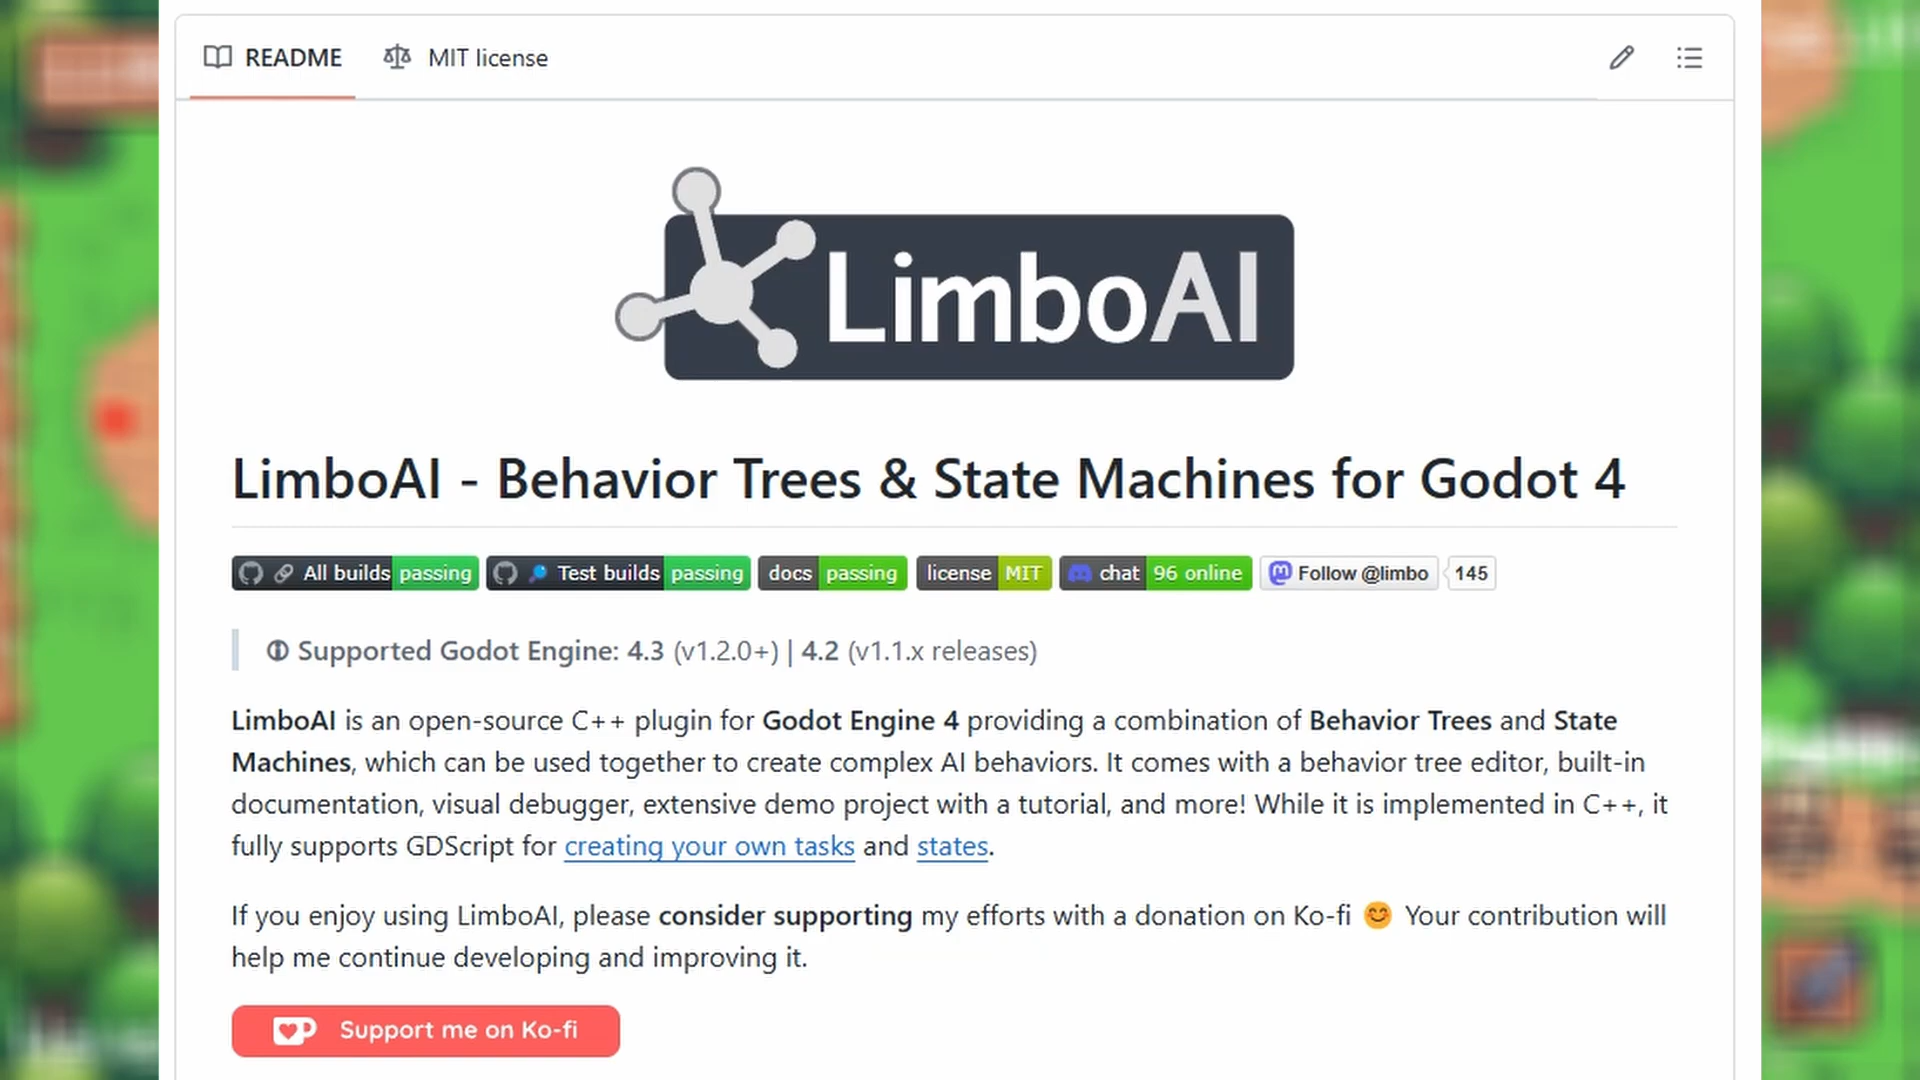 README
MIT license
LimboAI
LimboAI - Behavior Trees & State Machines for Godot 4
All builds passing
Test builds passing
docs passing
license MIT
chat 96 online
Follow @limbo
145
Supported Godot Engine: 4.3 (v1.2.0+) | 4.2 (v1.1.x releases)
LimboAI is an open-source C++ plugin for Godot Engine 4 providing a combination of Behavior Trees and State
Machines, which can be used together to create complex AI behaviors. It comes with a behavior tree editor, built-in
documentation, visual debugger, extensive demo project with a tutorial, and more! While it is implemented in C++, it
fully supports GDScript for creating your own tasks and states.
If you enjoy using LimboAI, please consider supporting my efforts with a donation on Ko-fi 😊 Your contribution will
help me continue developing and improving it.
Support me on Ko-fi